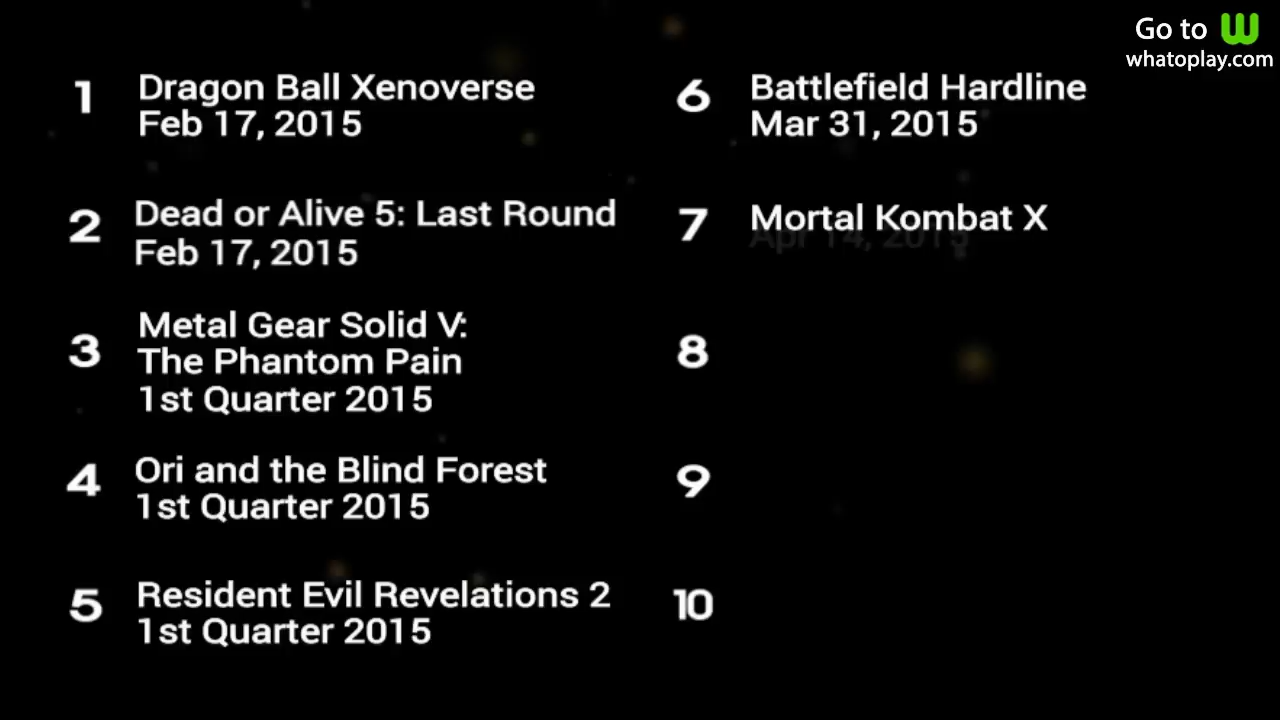 Go to W
whatoplay.com
1
Dragon Ball Xenoverse
Feb 17, 2015
2
Dead or Alive 5: Last Round
Feb 17, 2015
3
Metal Gear Solid V:
The Phantom Pain
1st Quarter 2015
4
Ori and the Blind Forest
1st Quarter 2015
5
Resident Evil Revelations 2
1st Quarter 2015
6
Battlefield Hardline
Mar 31, 2015
7
Mortal Kombat X
Apr 14, 2015
8
9
10